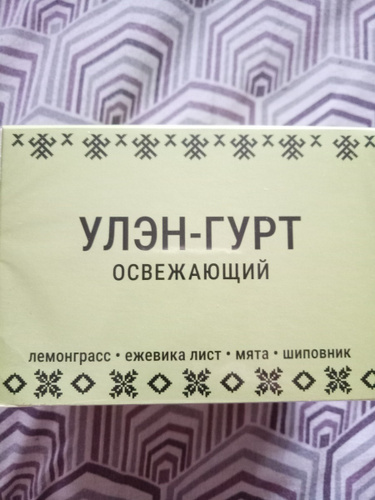 УЛЭН-ГУРТ
ОСВЕЖАЮЩИЙ
лемонграсс • ежевика лист • мята • шиповник